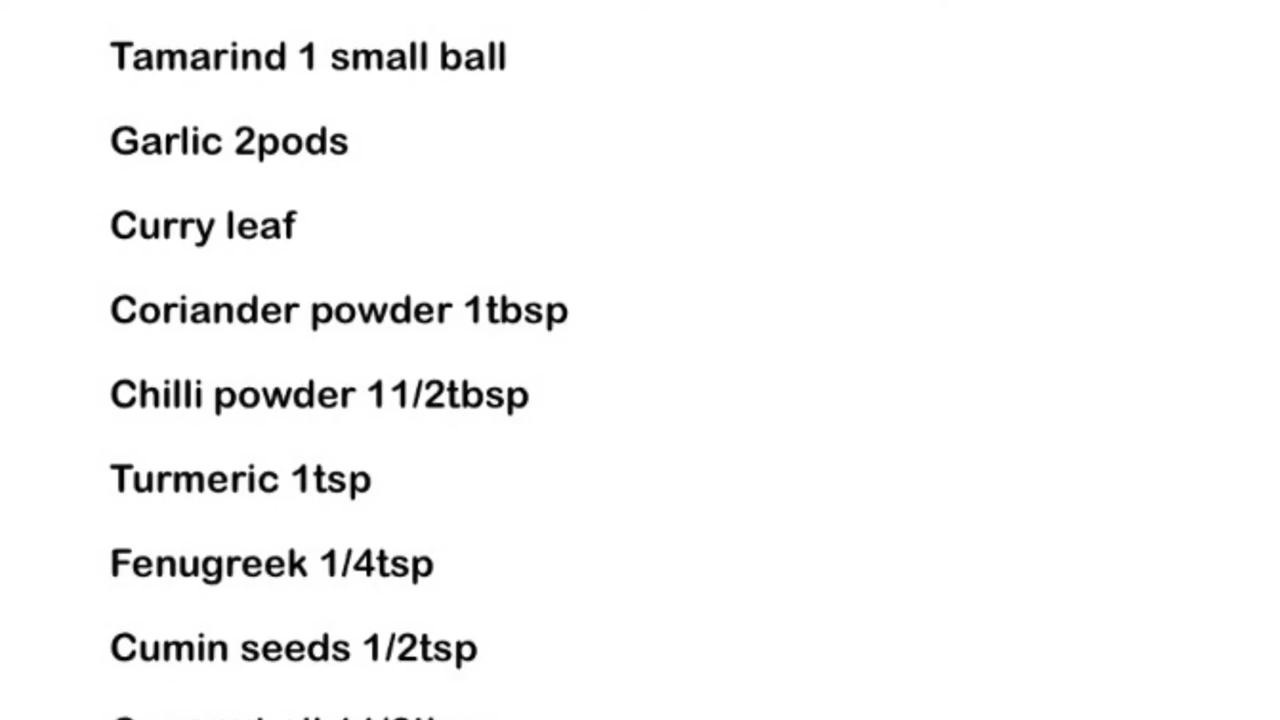 Tamarind 1 small ball
Garlic 2pods
Curry leaf
Coriander powder 1tbsp
Chilli powder 11/2tbsp
Turmeric 1tsp
Fenugreek 1/4tsp
Cumin seeds 1/2tsp